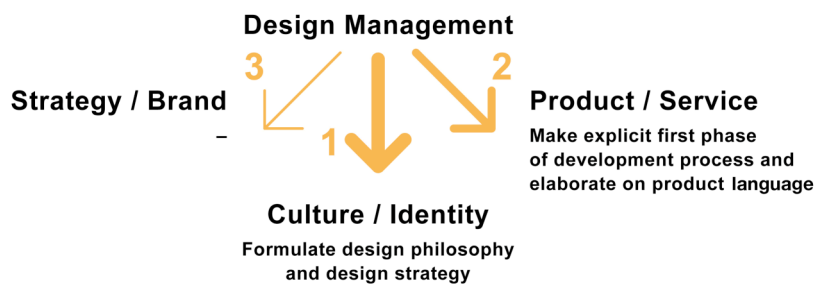 Design Management
3
2
Strategy / Brand
–
1
Product / Service
Make explicit first phase
of development process and
elaborate on product language
Culture / Identity
Formulate design philosophy
and design strategy